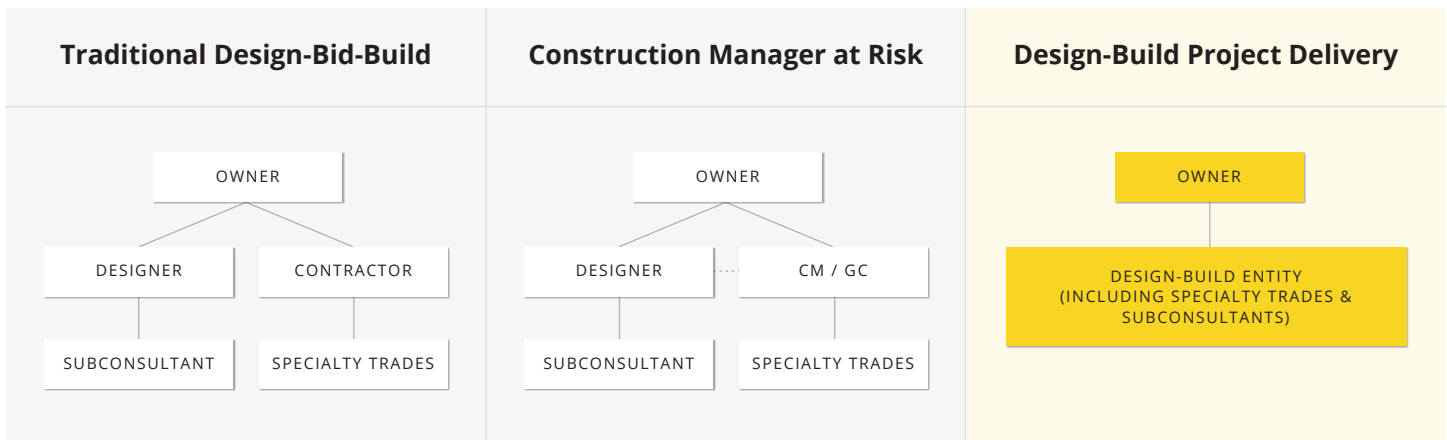 Traditional Design-Bid-Build
OWNER
DESIGNER
CONTRACTOR
SUBCONSULTANT
SPECIALTY TRADES
Construction Manager at Risk
OWNER
DESIGNER
CM / GC
SUBCONSULTANT
SPECIALTY TRADES
Design-Build Project Delivery
OWNER
DESIGN-BUILD ENTITY
(INCLUDING SPECIALTY TRADES &
SUBCONSULTANTS)